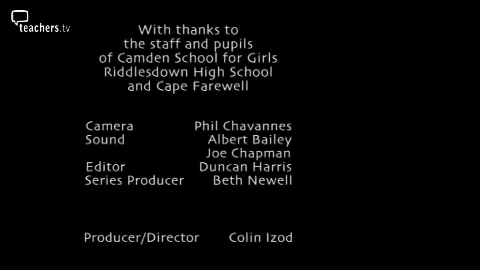 teachers.tv
With thanks to
the staff and pupils
of Camden School for Girls
Riddlesdown High School
and Cape Farewell
Camera Phil Chavannes
Sound Albert Bailey
Joe Chapman
Editor Duncan Harris
Series Producer Beth Newell
Producer/Director Colin Izod